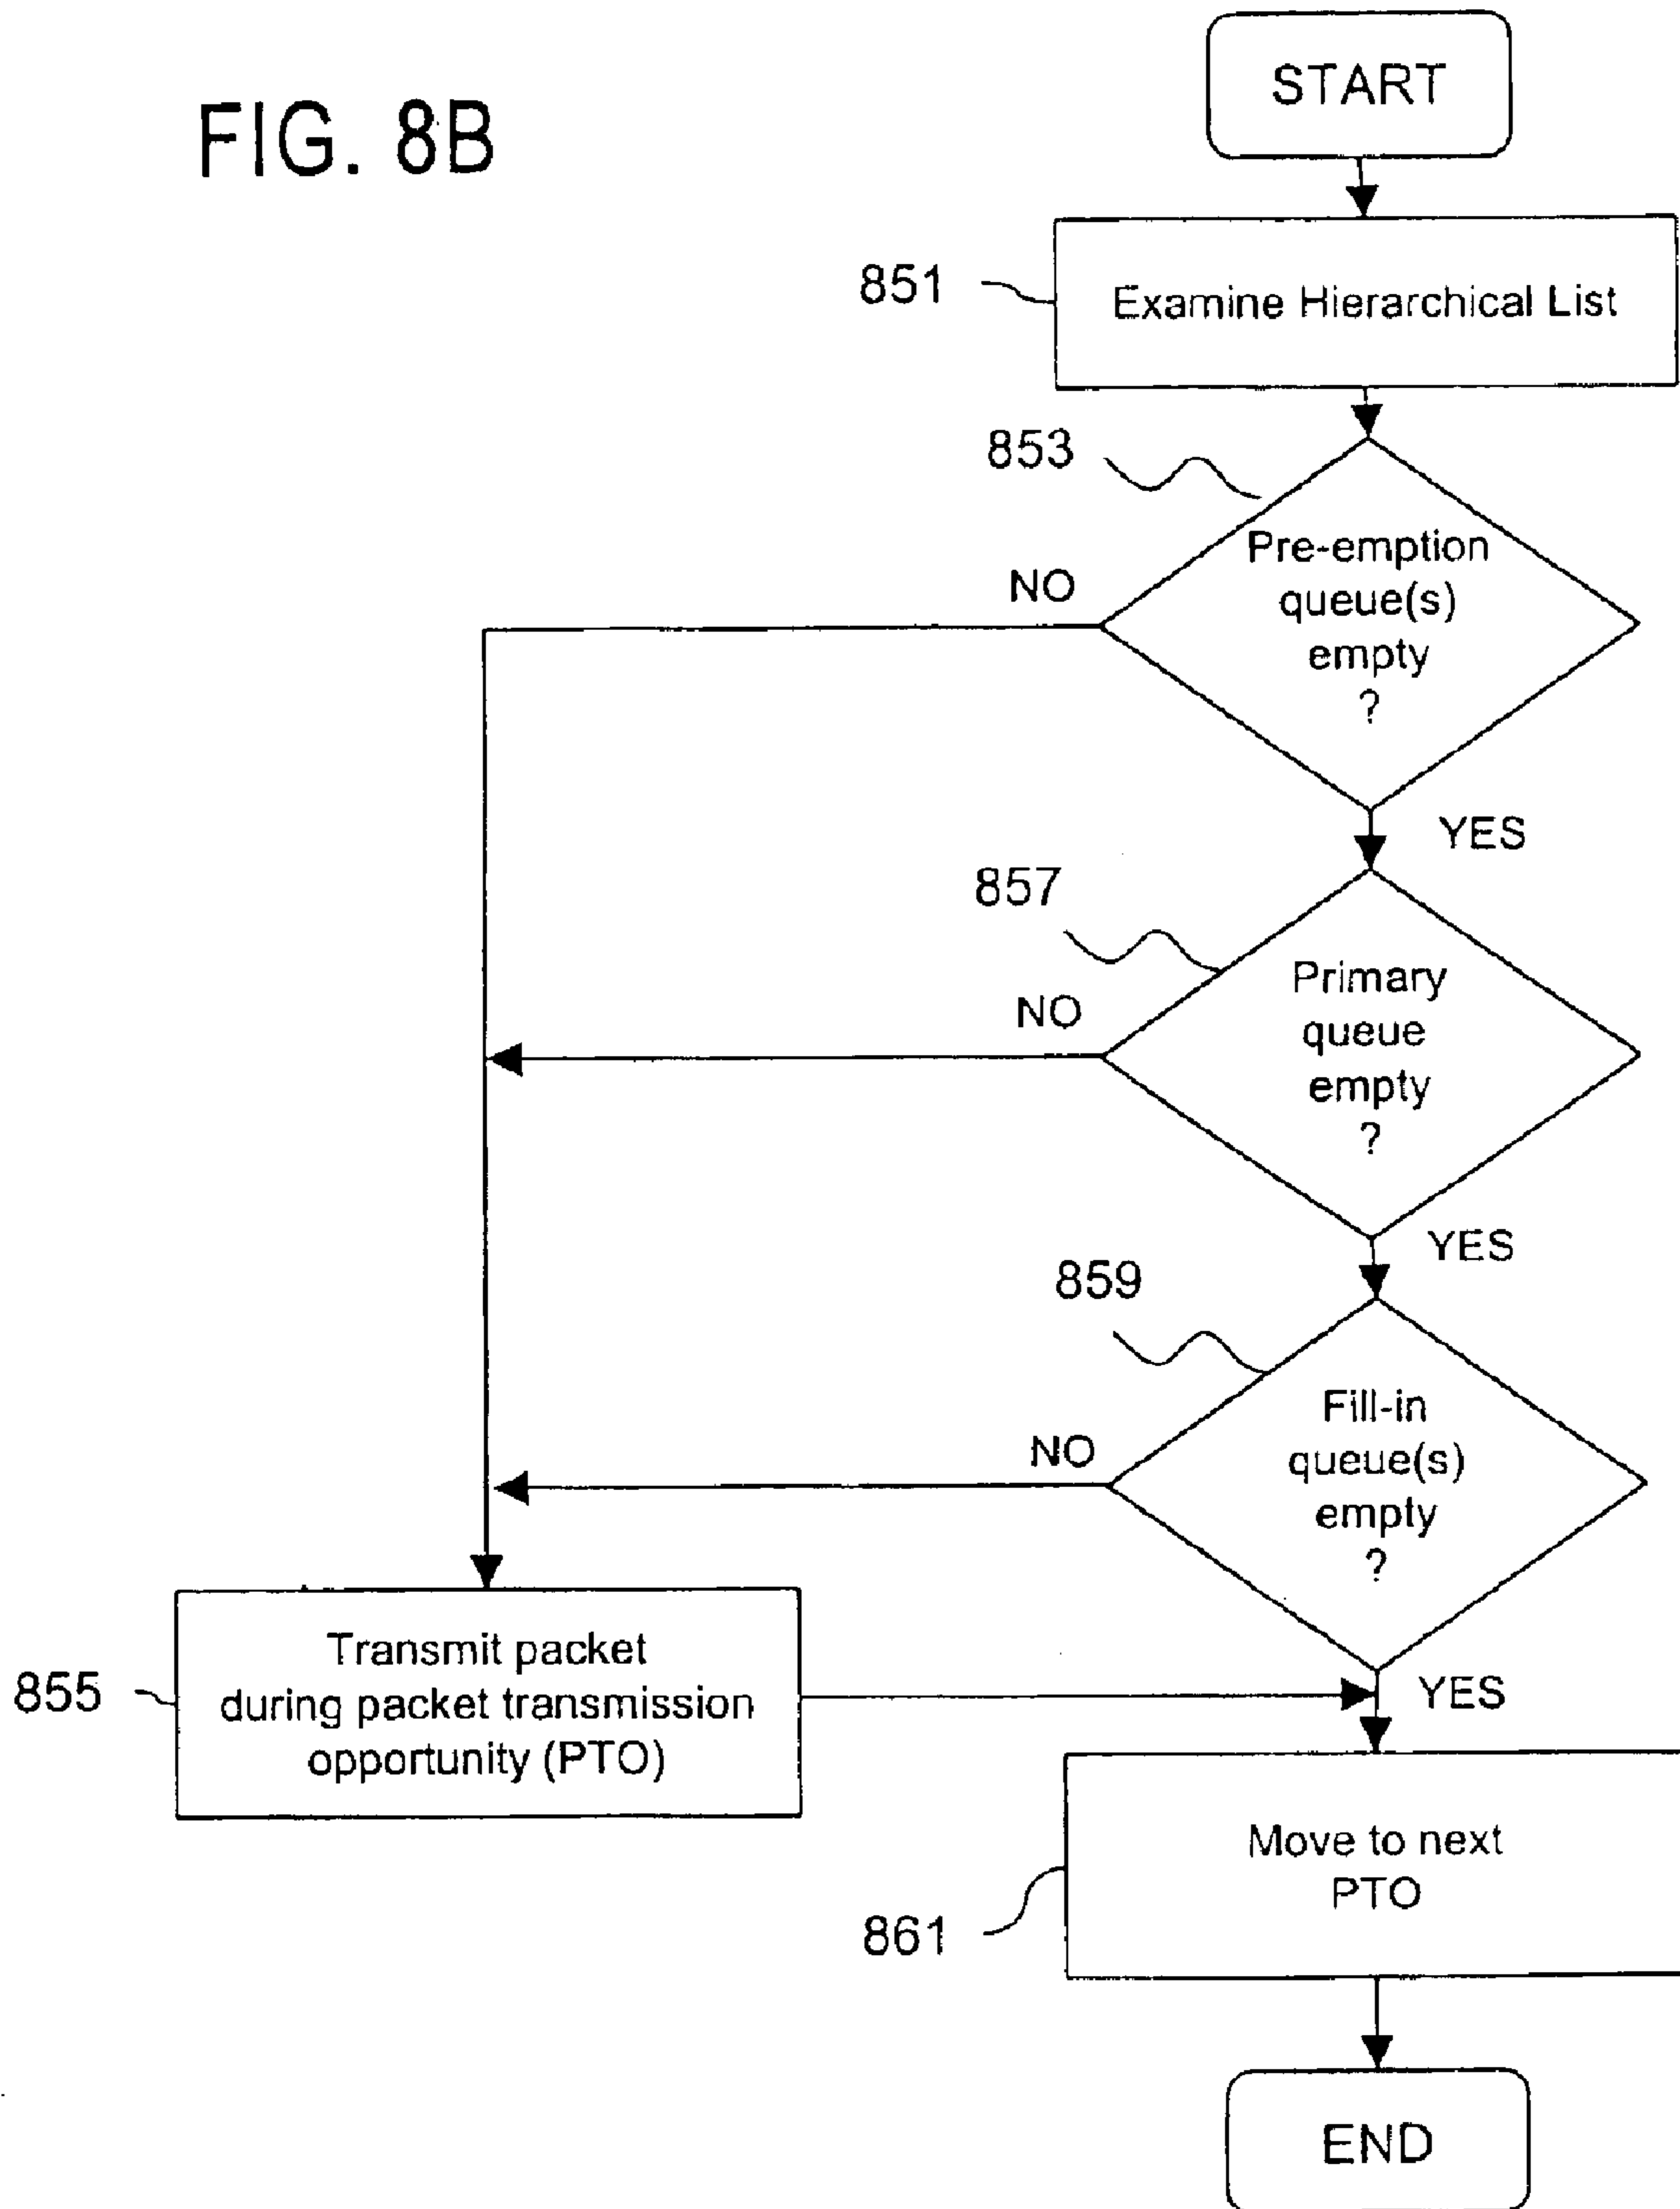 FIG. 8B
START
851
Examine Hierarchical List
853
Pre-emption
queue(s)
empty
?
NO
YES
857
Primary
queue
empty
?
NO
YES
859
Fill-in
queue(s)
empty
?
NO
YES
855
Transmit packet
during packet transmission
opportunity (PTO)
Move to next
PTO
861
END